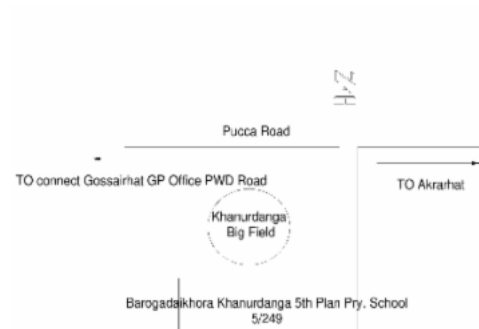 Pucca Road
TO connect Gossairhat GP Office PWD Road
TO Akrarhat
Khanurdanga
Big Field
Barogadaikhora Khanurdanga 5th Plan Pry. School
5/249